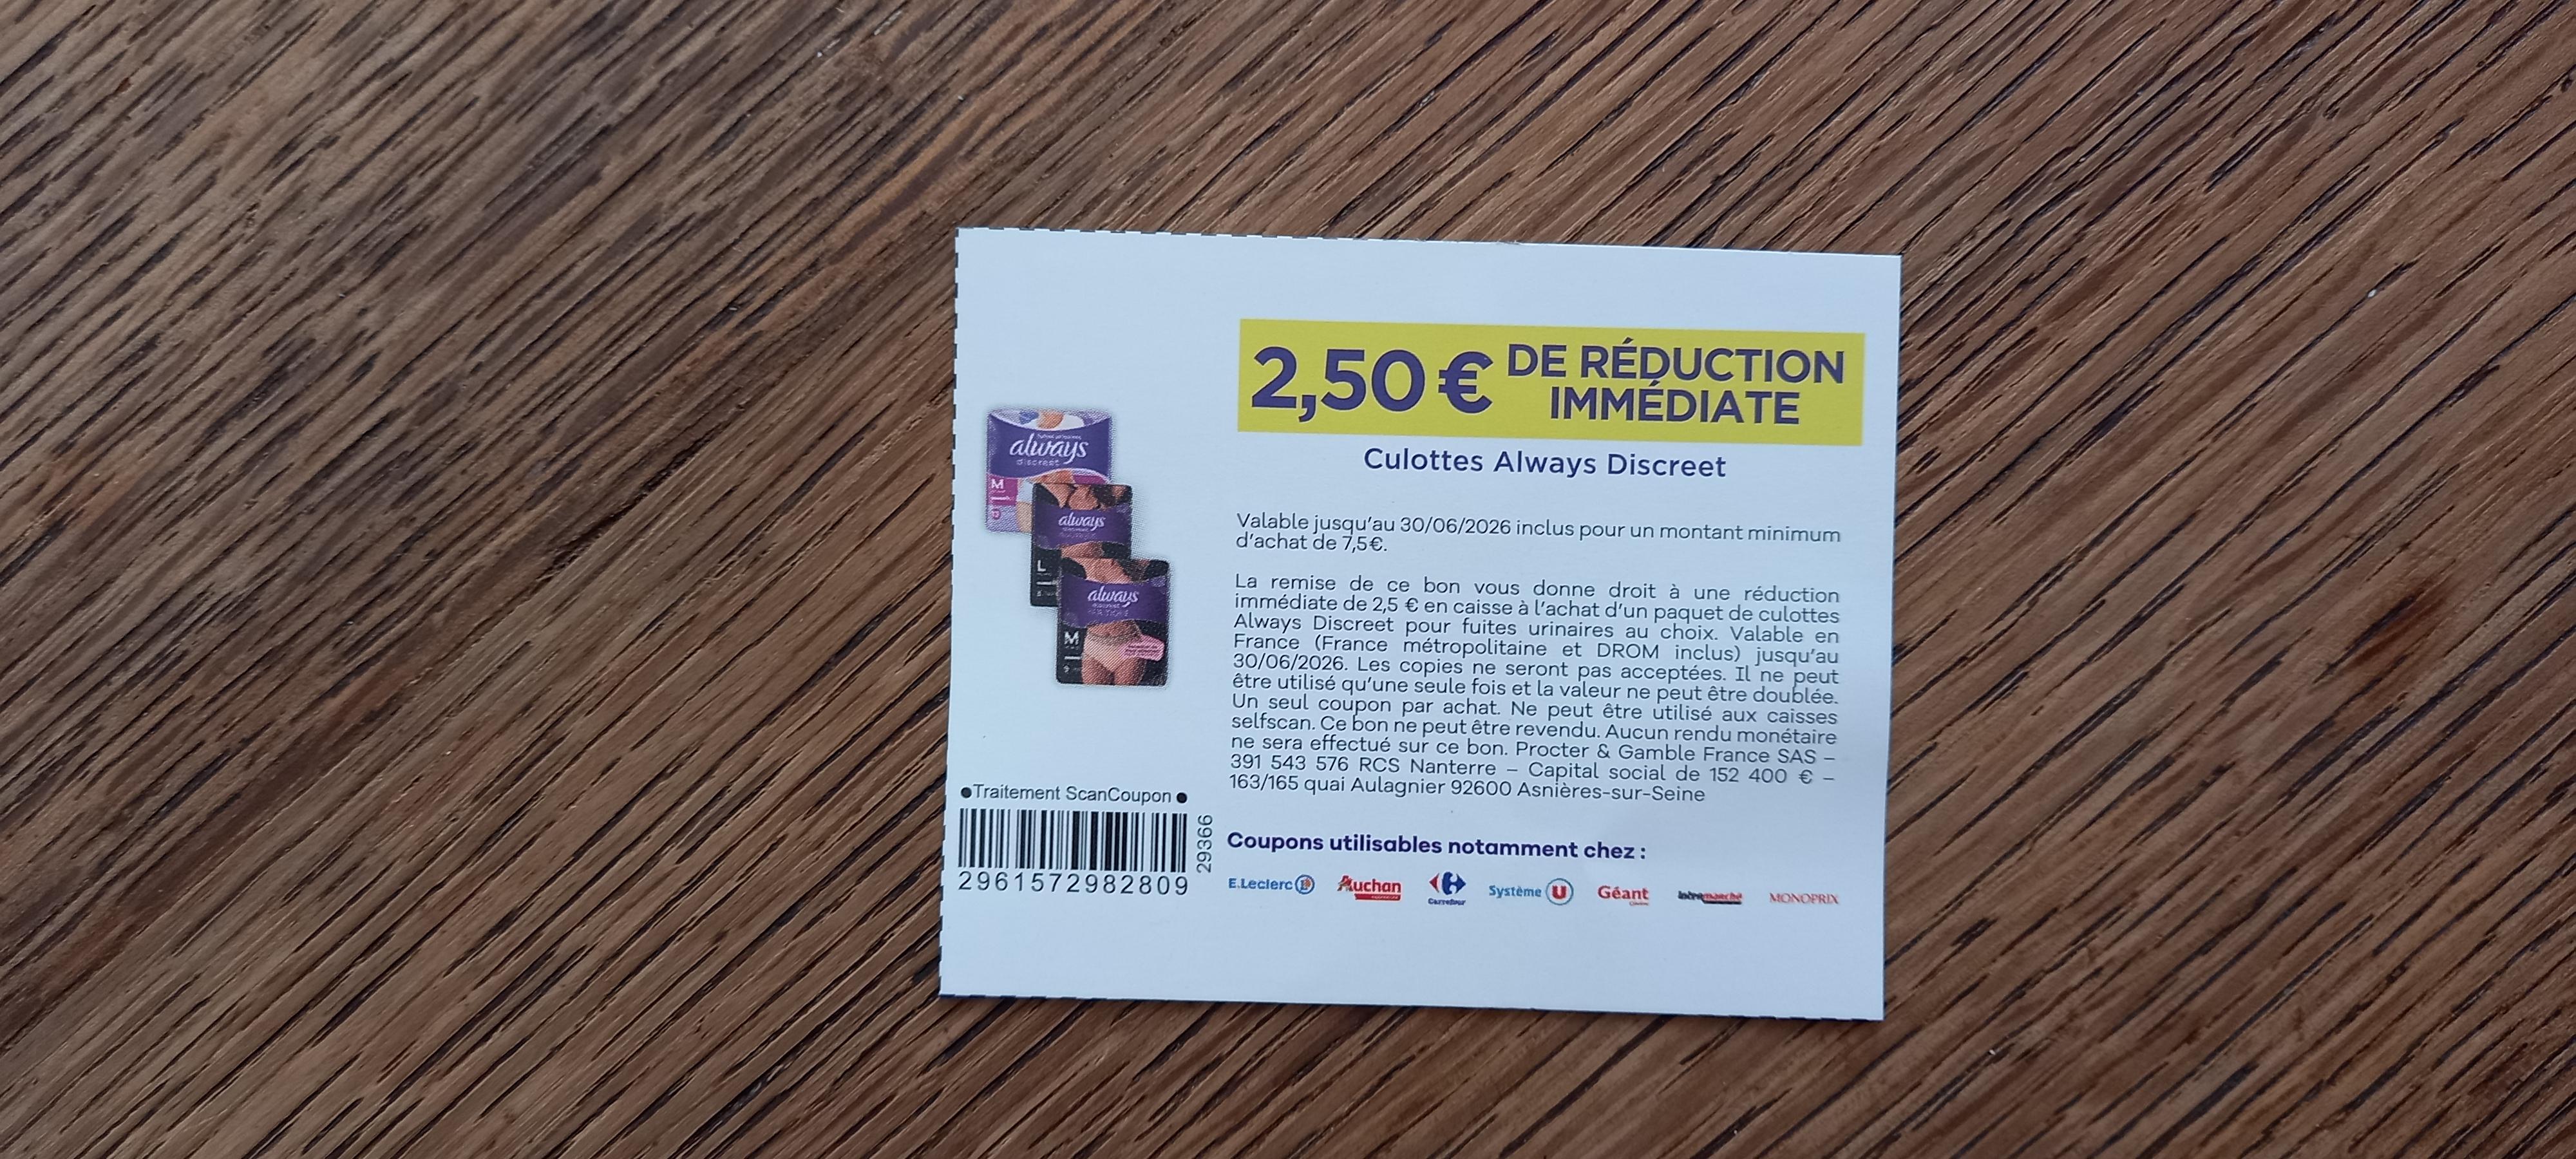 2,50 € DE RÉDUCTION
IMMÉDIATE
Culottes Always Discreet
Valable jusqu'au 30/06/2026 inclus pour un montant minimum
d'achat de 7,5€.
La remise de ce bon vous donne droit à une réduction
immédiate de 2,5 € en caisse à l'achat d'un paquet de culottes
Always Discreet pour fuites urinaires au choix. Valable en
France (France métropolitaine et DROM inclus) jusqu'au
30/06/2026. Les copies ne seront pas acceptées. Il ne peut
être utilisé qu'une seule fois et la valeur ne peut être doublée.
Un seul coupon par achat. Ne peut être utilisé aux caisses
selfscan. Ce bon ne peut être revendu. Aucun rendu monétaire
ne sera effectué sur ce bon. Procter & Gamble France SAS –
391 543 576 RCS Nanterre – Capital social de 152 400 € –
163/165 quai Aulagnier 92600 Asnières-sur-Seine
always
discreet
M
13
always
L
always
discreet
M
9
●Traitement ScanCoupon ●
2961572982809
29366
Coupons utilisables notamment chez :
E.Leclerc
Auchan
Carrefour
Système U
Géant
Intermarché
MONOPRIX